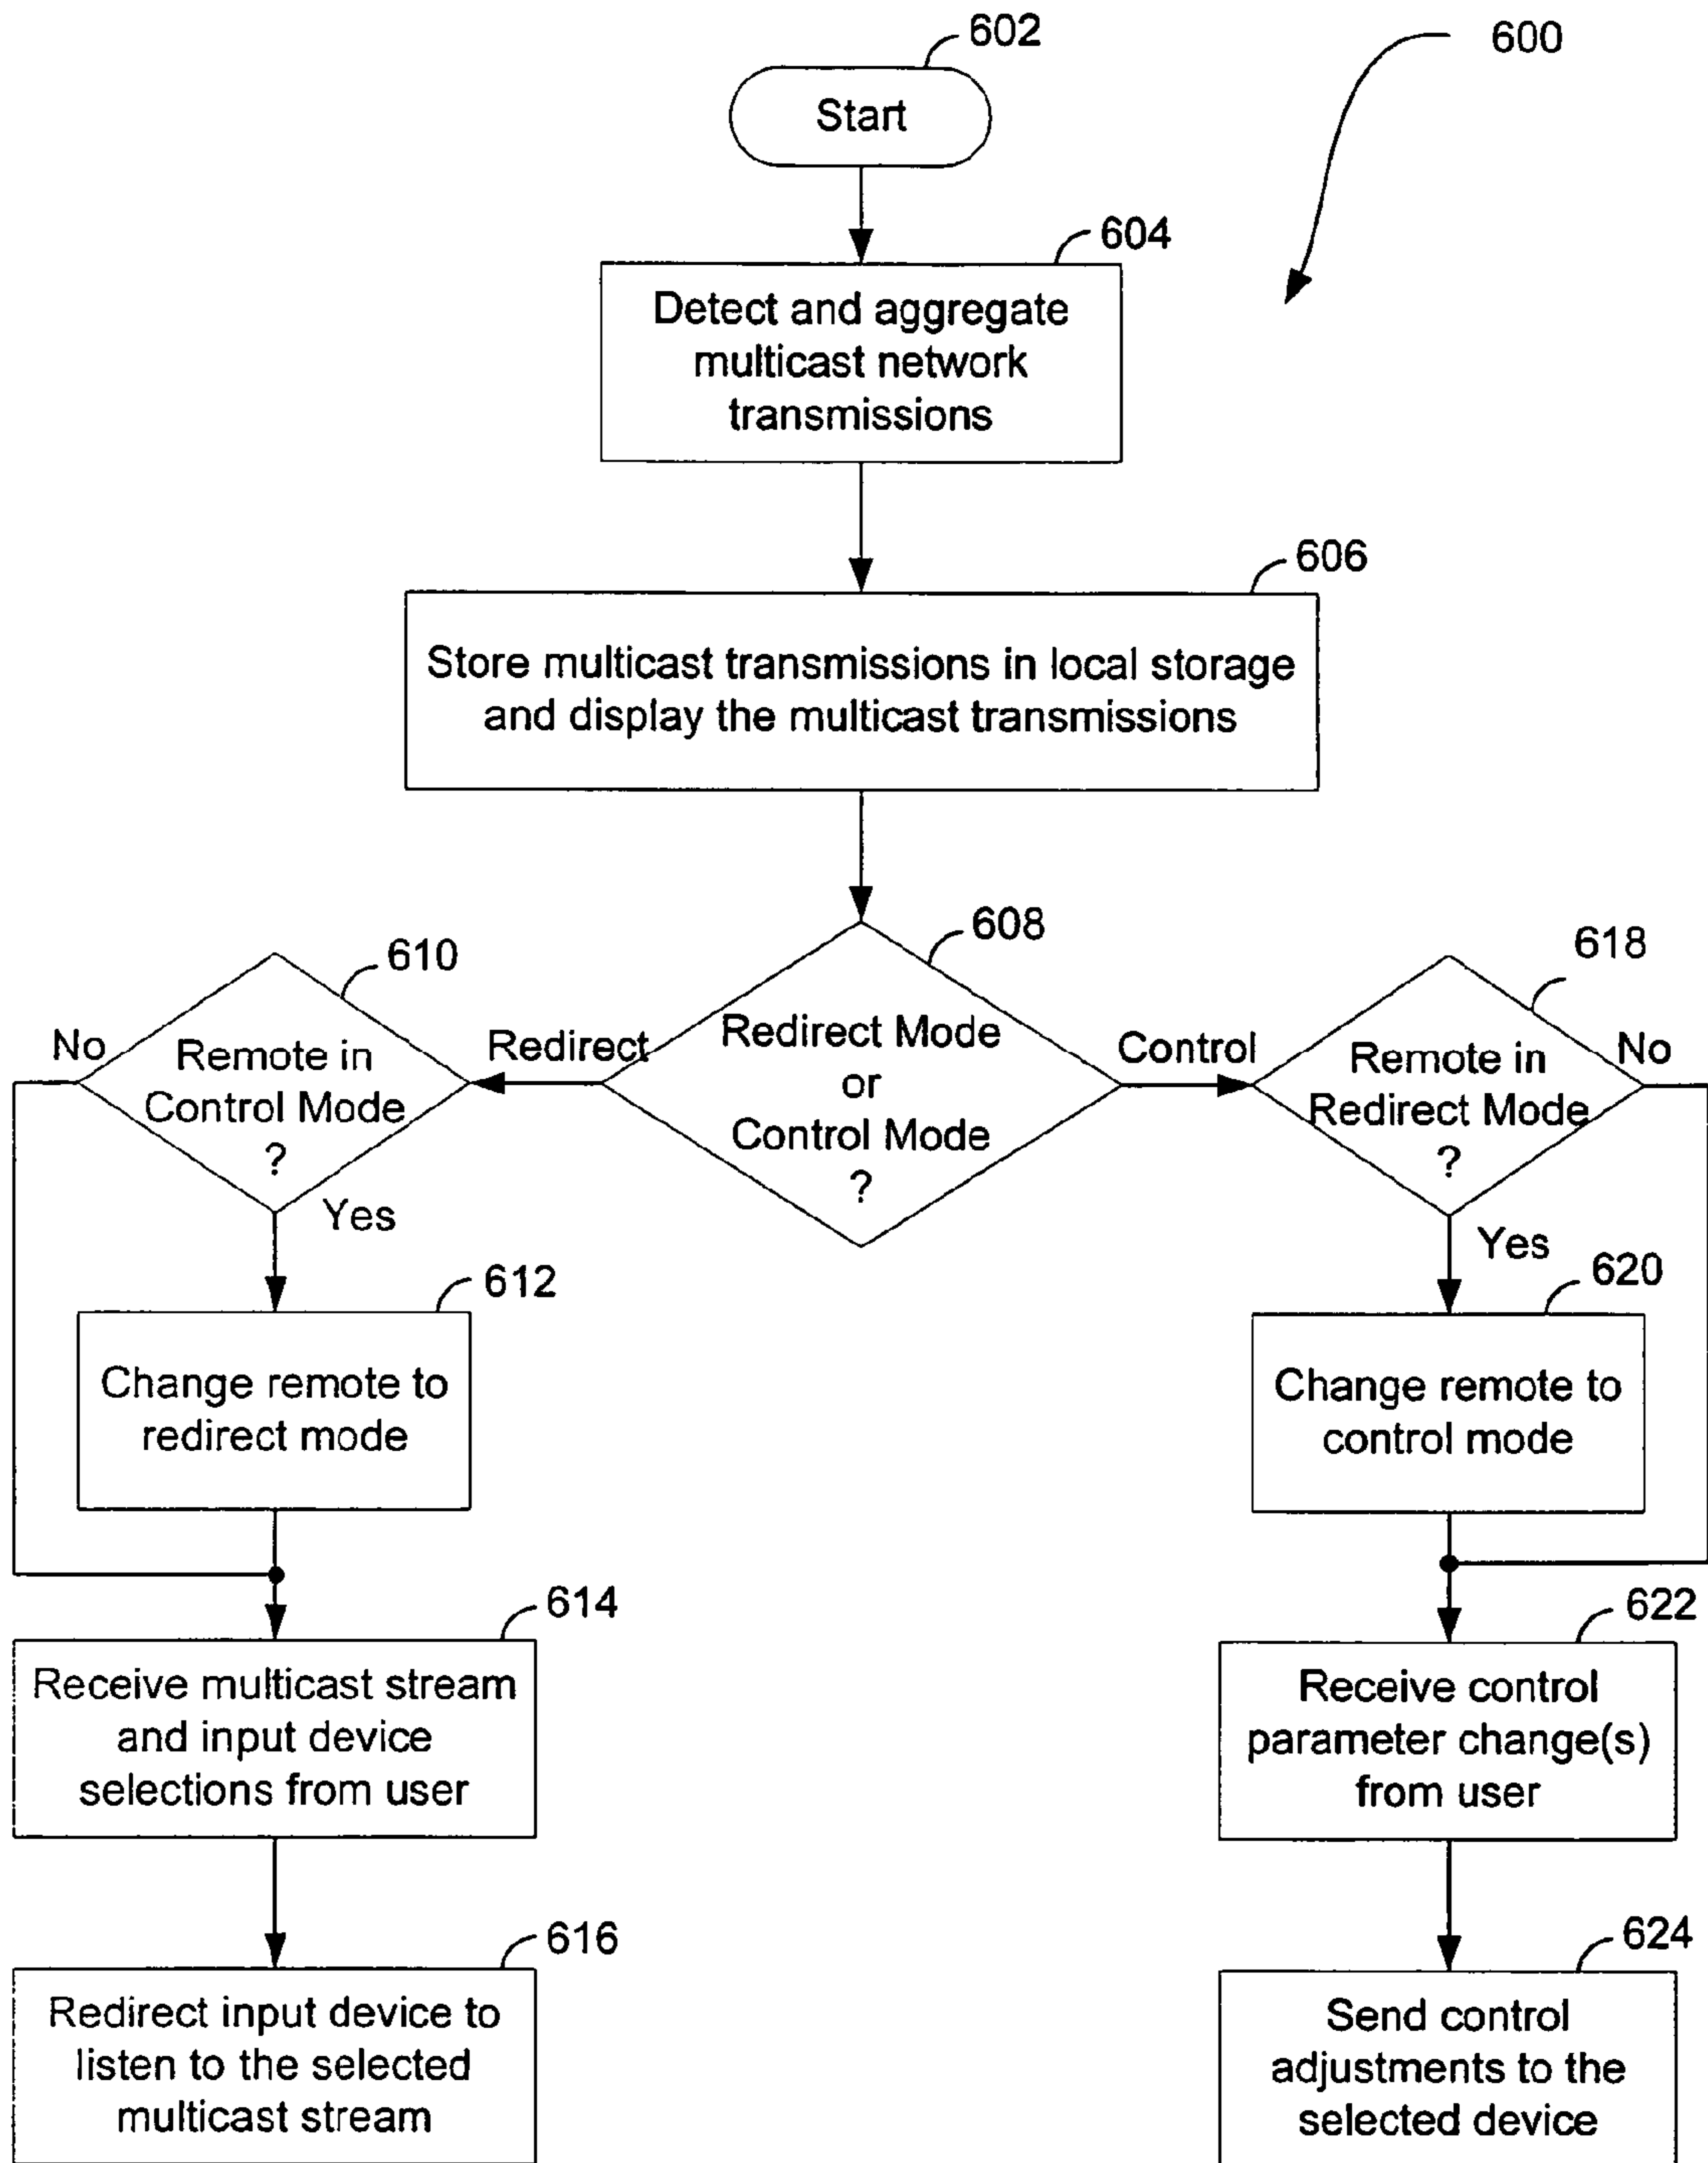 602
600
Start
604
Detect and aggregate
multicast network
transmissions
606
Store multicast transmissions in local storage
and display the multicast transmissions
608
Redirect Mode
or
Control Mode
?
Redirect
Control
610
Remote in
Control Mode
?
No
Yes
618
Remote in
Redirect Mode
?
No
Yes
612
Change remote to
redirect mode
620
Change remote to
control mode
614
Receive multicast stream
and input device
selections from user
622
Receive control
parameter change(s)
from user
616
Redirect input device to
listen to the selected
multicast stream
624
Send control
adjustments to the
selected device